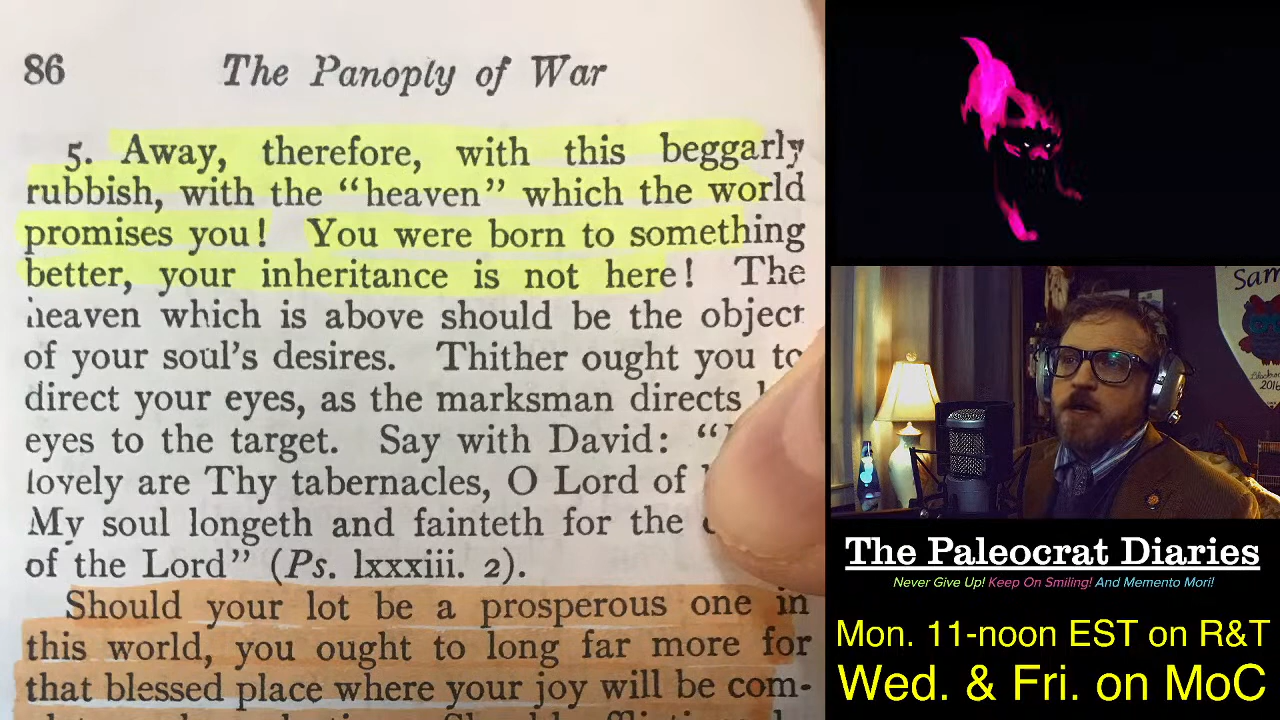 86 The Panoply of War
5. Away, therefore, with this beggarly
rubbish, with the “heaven” which the world
promises you! You were born to something
better, your inheritance is not here! The
heaven which is above should be the object
of your soul's desires. Thither ought you to
direct your eyes, as the marksman directs
eyes to the target. Say with David: “
lovely are Thy tabernacles, O Lord of
My soul longeth and fainteth for the
of the Lord” (Ps. lxxxiii. 2).
Should your lot be a prosperous one in
this world, you ought to long far more for
that blessed place where your joy will be com-
Sam
2016
The Paleocrat Diaries
Never Give Up! Keep On Smiling! And Memento Mori!
Mon. 11-noon EST on R&T
Wed. & Fri. on MoC